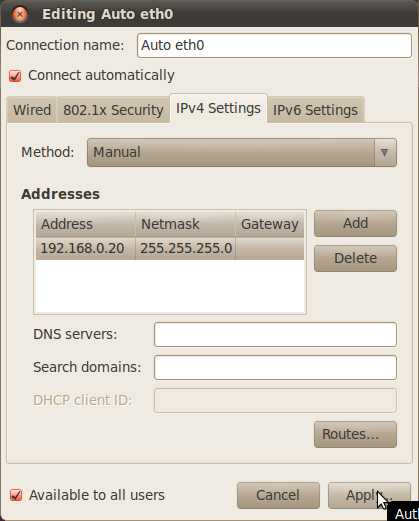 Editing Auto eth0
Connection name: Auto eth0
Connect automatically
Wired 802.1x Security IPv4 Settings IPv6 Settings
Method: Manual
Addresses
Address Netmask Gateway Add
192.168.0.20 255.255.255.0
Delete
DNS servers:
Search domains:
DHCP client ID:
Routes...
Available to all users Cancel Apply...